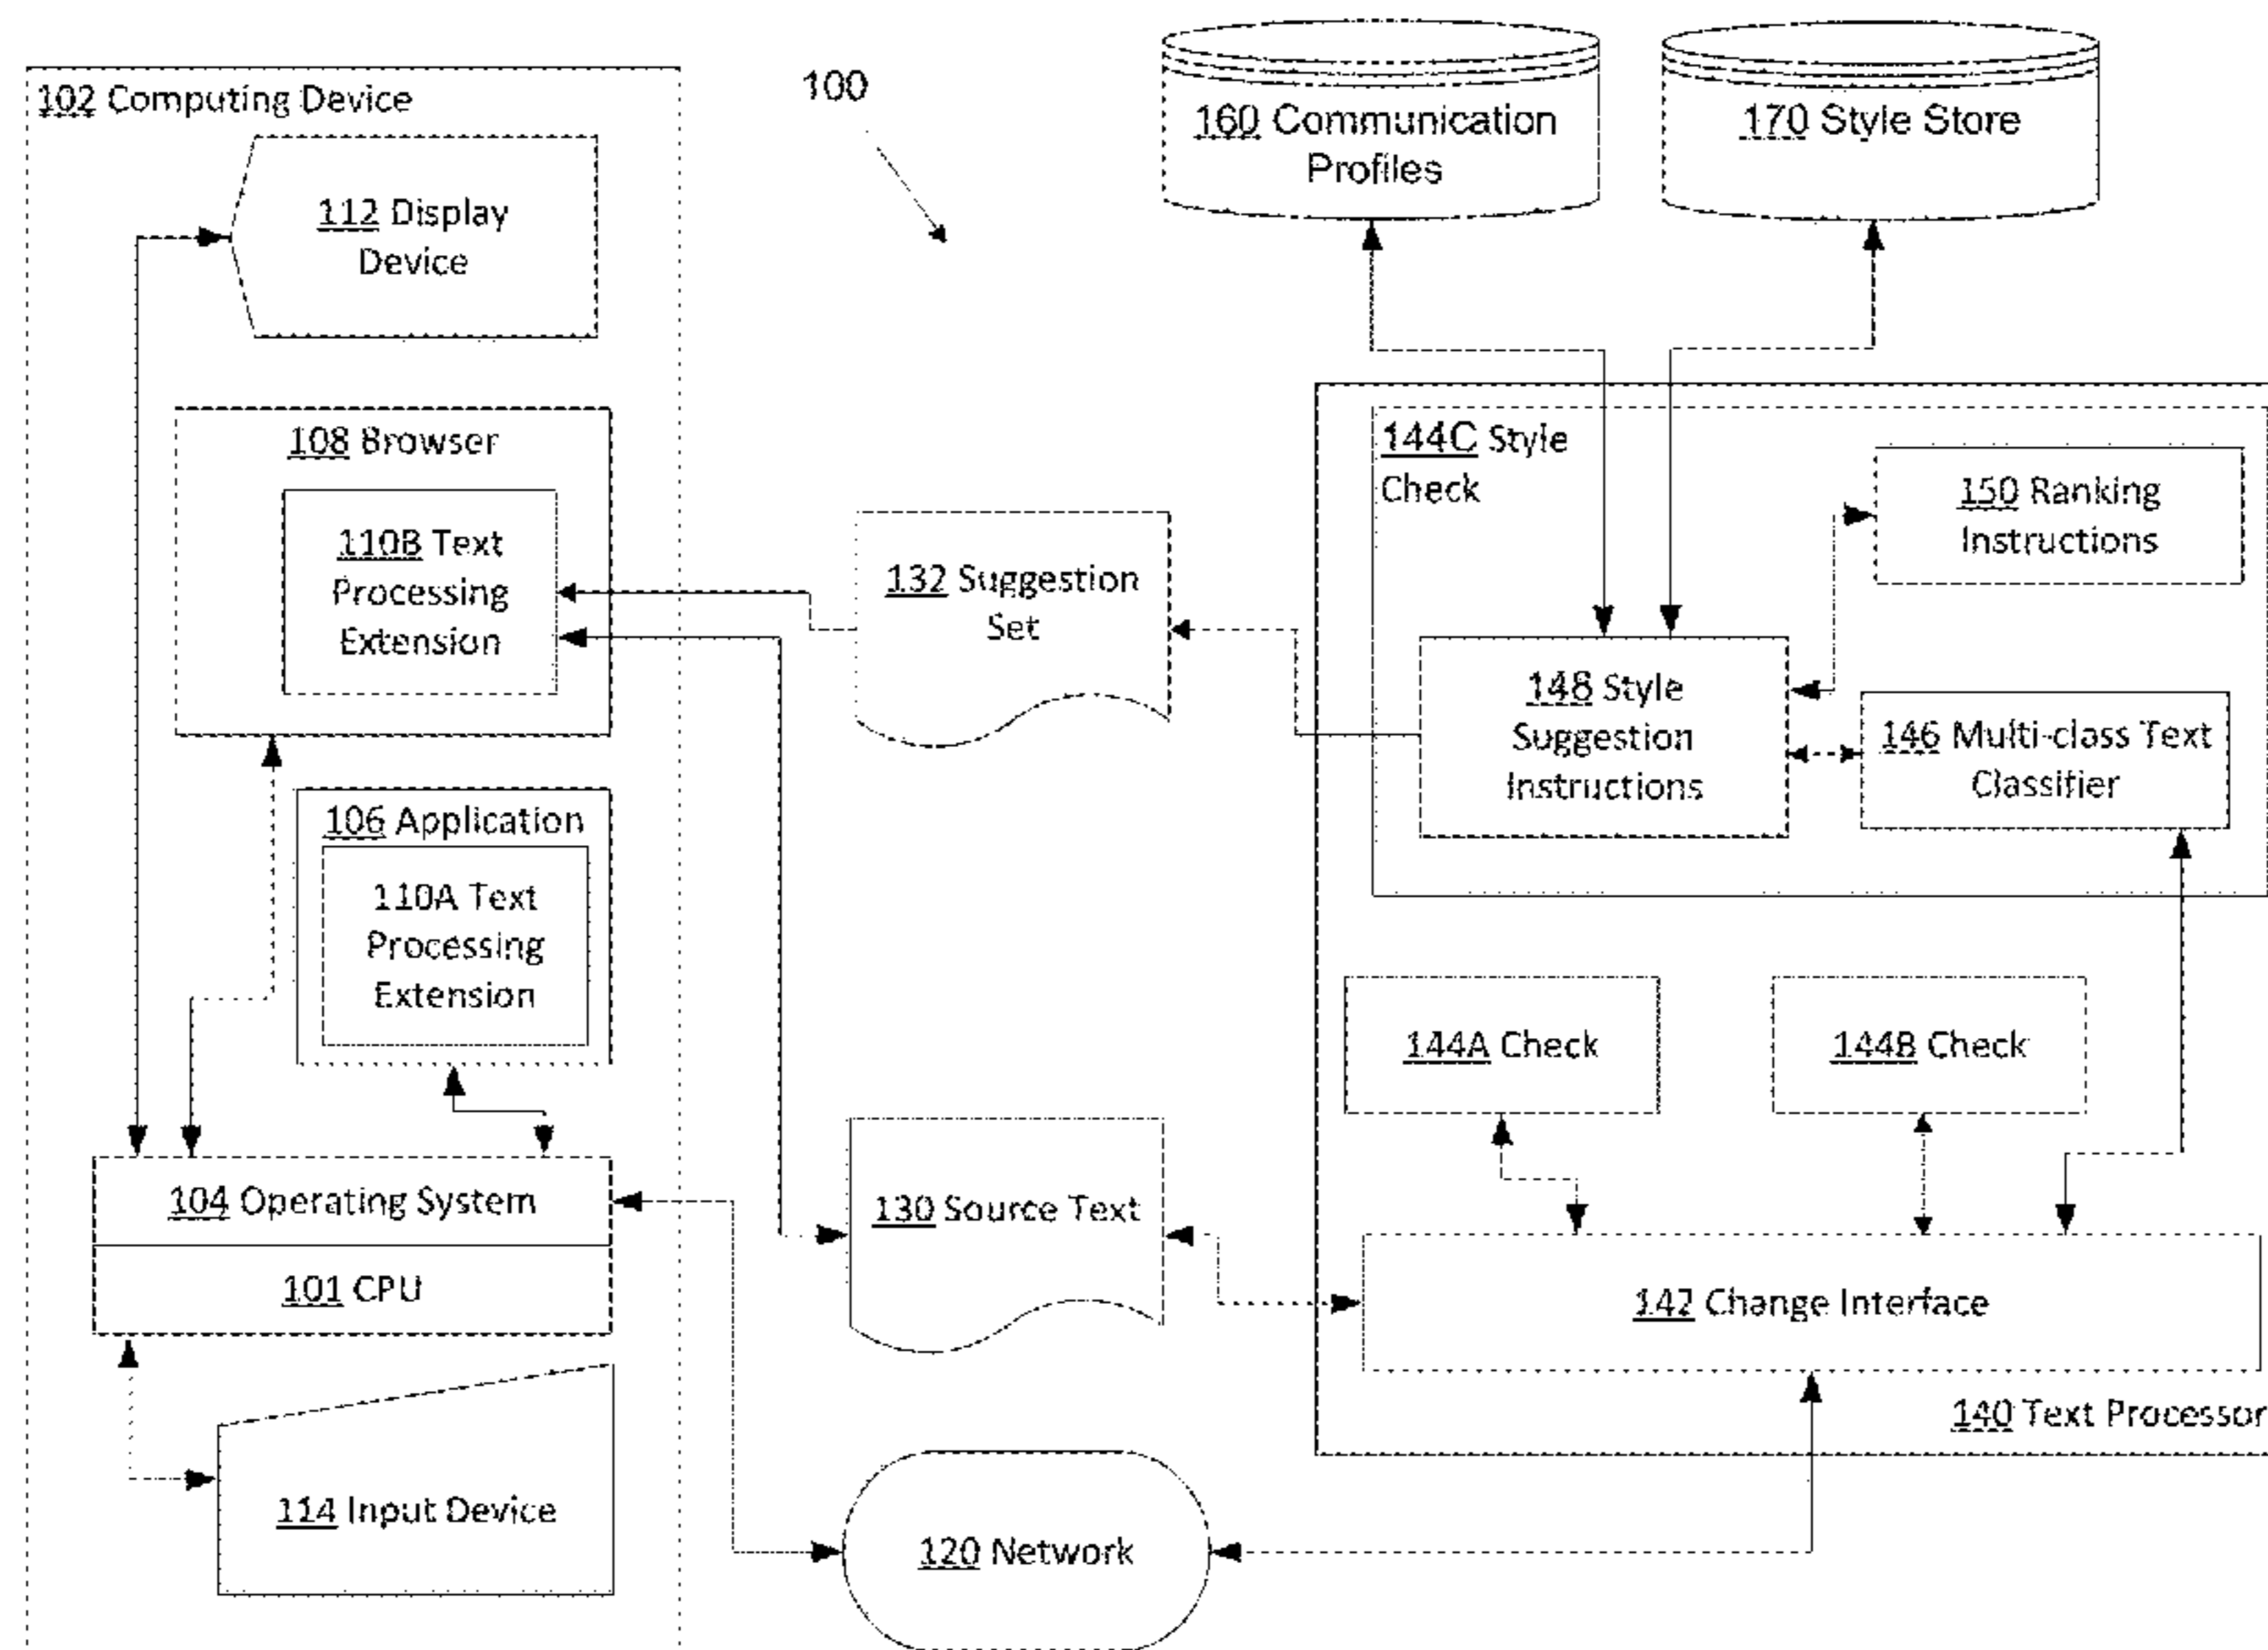 102 Computing Device
112 Display
Device
108 Browser
110B Text
Processing
Extension
106 Application
110A Text
Processing
Extension
104 Operating System
101 CPU
114 Input Device
100
132 Suggestion
Set
130 Source Text
120 Network
160 Communication
Profiles
170 Style Store
144C Style
Check
150 Ranking
Instructions
148 Style
Suggestion
Instructions
146 Multi-class Text
Classifier
144A Check
144B Check
142 Change Interface
140 Text Processor